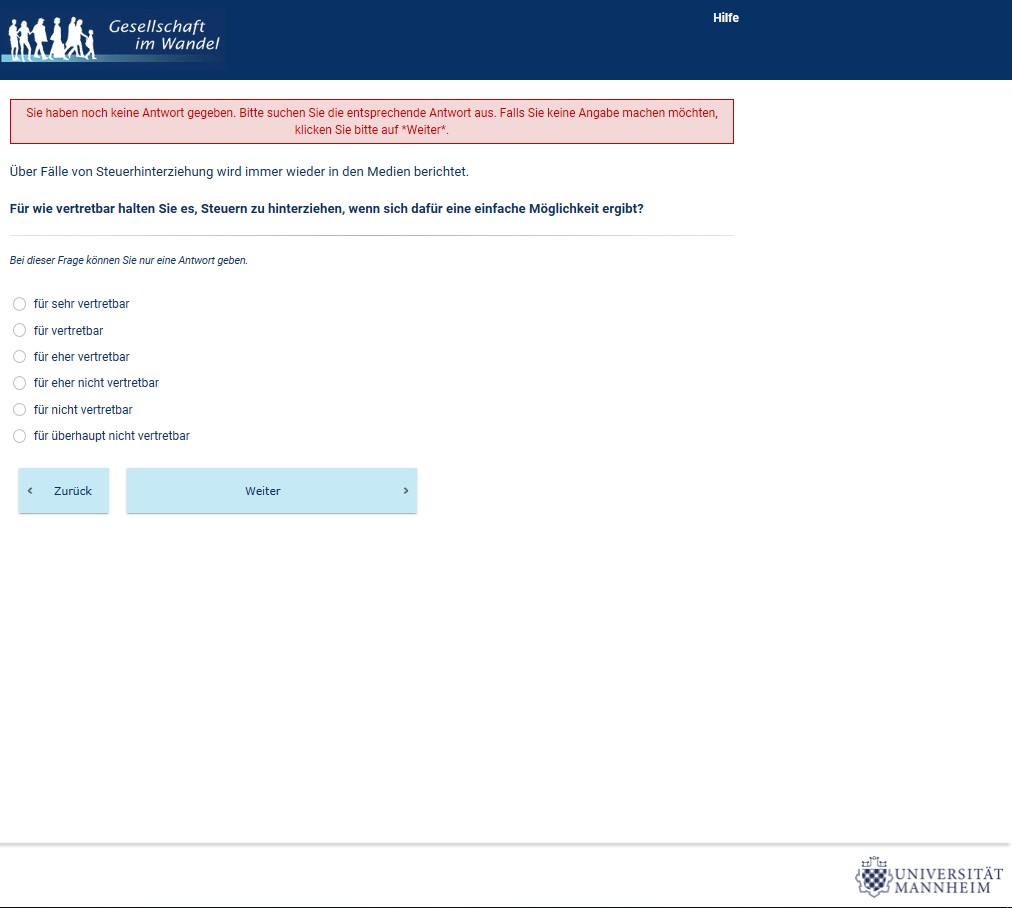 Gesellschaft
im Wandel
Hilfe
Sie haben noch keine Antwort gegeben. Bitte suchen Sie die entsprechende Antwort aus. Falls Sie keine Angabe machen möchten,
klicken Sie bitte auf *Weiter*.
Über Fälle von Steuerhinterziehung wird immer wieder in den Medien berichtet.
Für wie vertretbar halten Sie es, Steuern zu hinterziehen, wenn sich dafür eine einfache Möglichkeit ergibt?
Bei dieser Frage können Sie nur eine Antwort geben.
für sehr vertretbar
für vertretbar
für eher vertretbar
für eher nicht vertretbar
für nicht vertretbar
für überhaupt nicht vertretbar
‹ Zurück
Weiter ›
UNIVERSITÄT
MANNHEIM